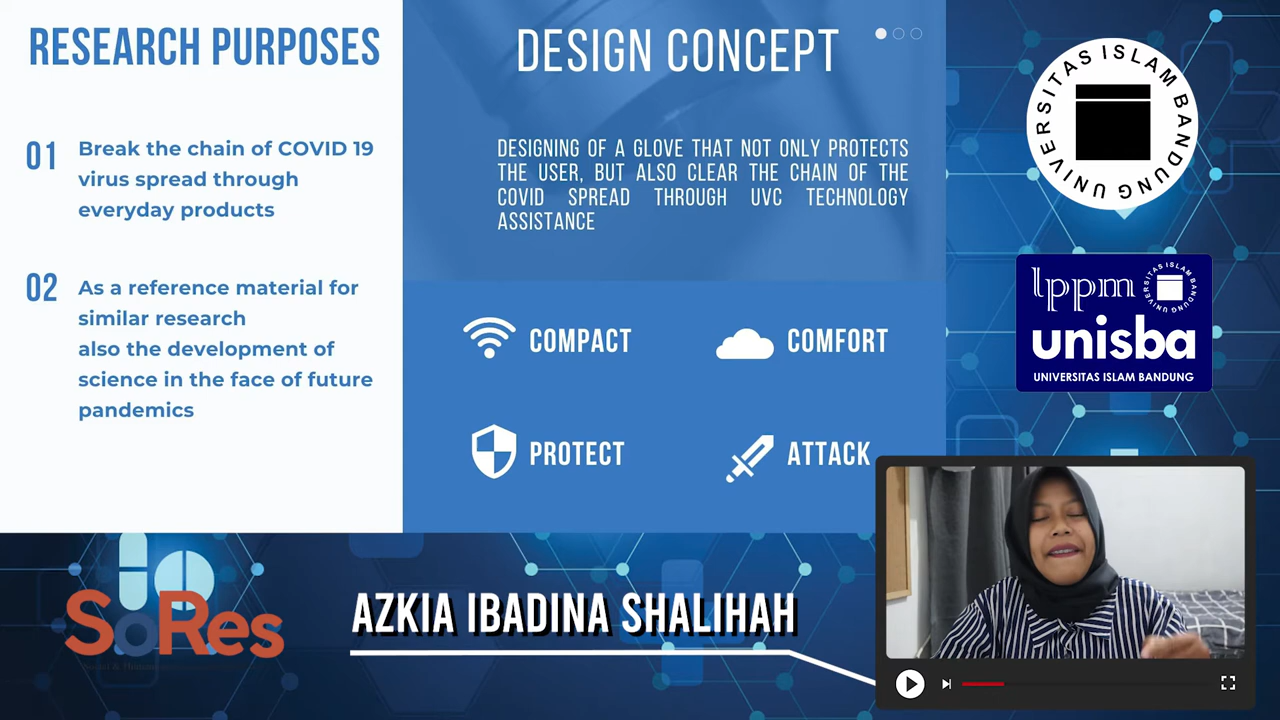 RESEARCH PURPOSES
01
Break the chain of COVID 19
virus spread through
everyday products
02
As a reference material for
similar research
also the development of
science in the face of future
pandemics
DESIGN CONCEPT
DESIGNING OF A GLOVE THAT NOT ONLY PROTECTS
THE USER, BUT ALSO CLEAR THE CHAIN OF THE
COVID SPREAD THROUGH UVC TECHNOLOGY
ASSISTANCE
COMPACT
COMFORT
PROTECT
ATTACK
UNIVERSITAS ISLAM BANDUNG
lppm
UNIVERSITAS ISLAM BANDUNG
unisba
UNIVERSITAS ISLAM BANDUNG
SoRes
AZKIA IBADINA SHALIHAH